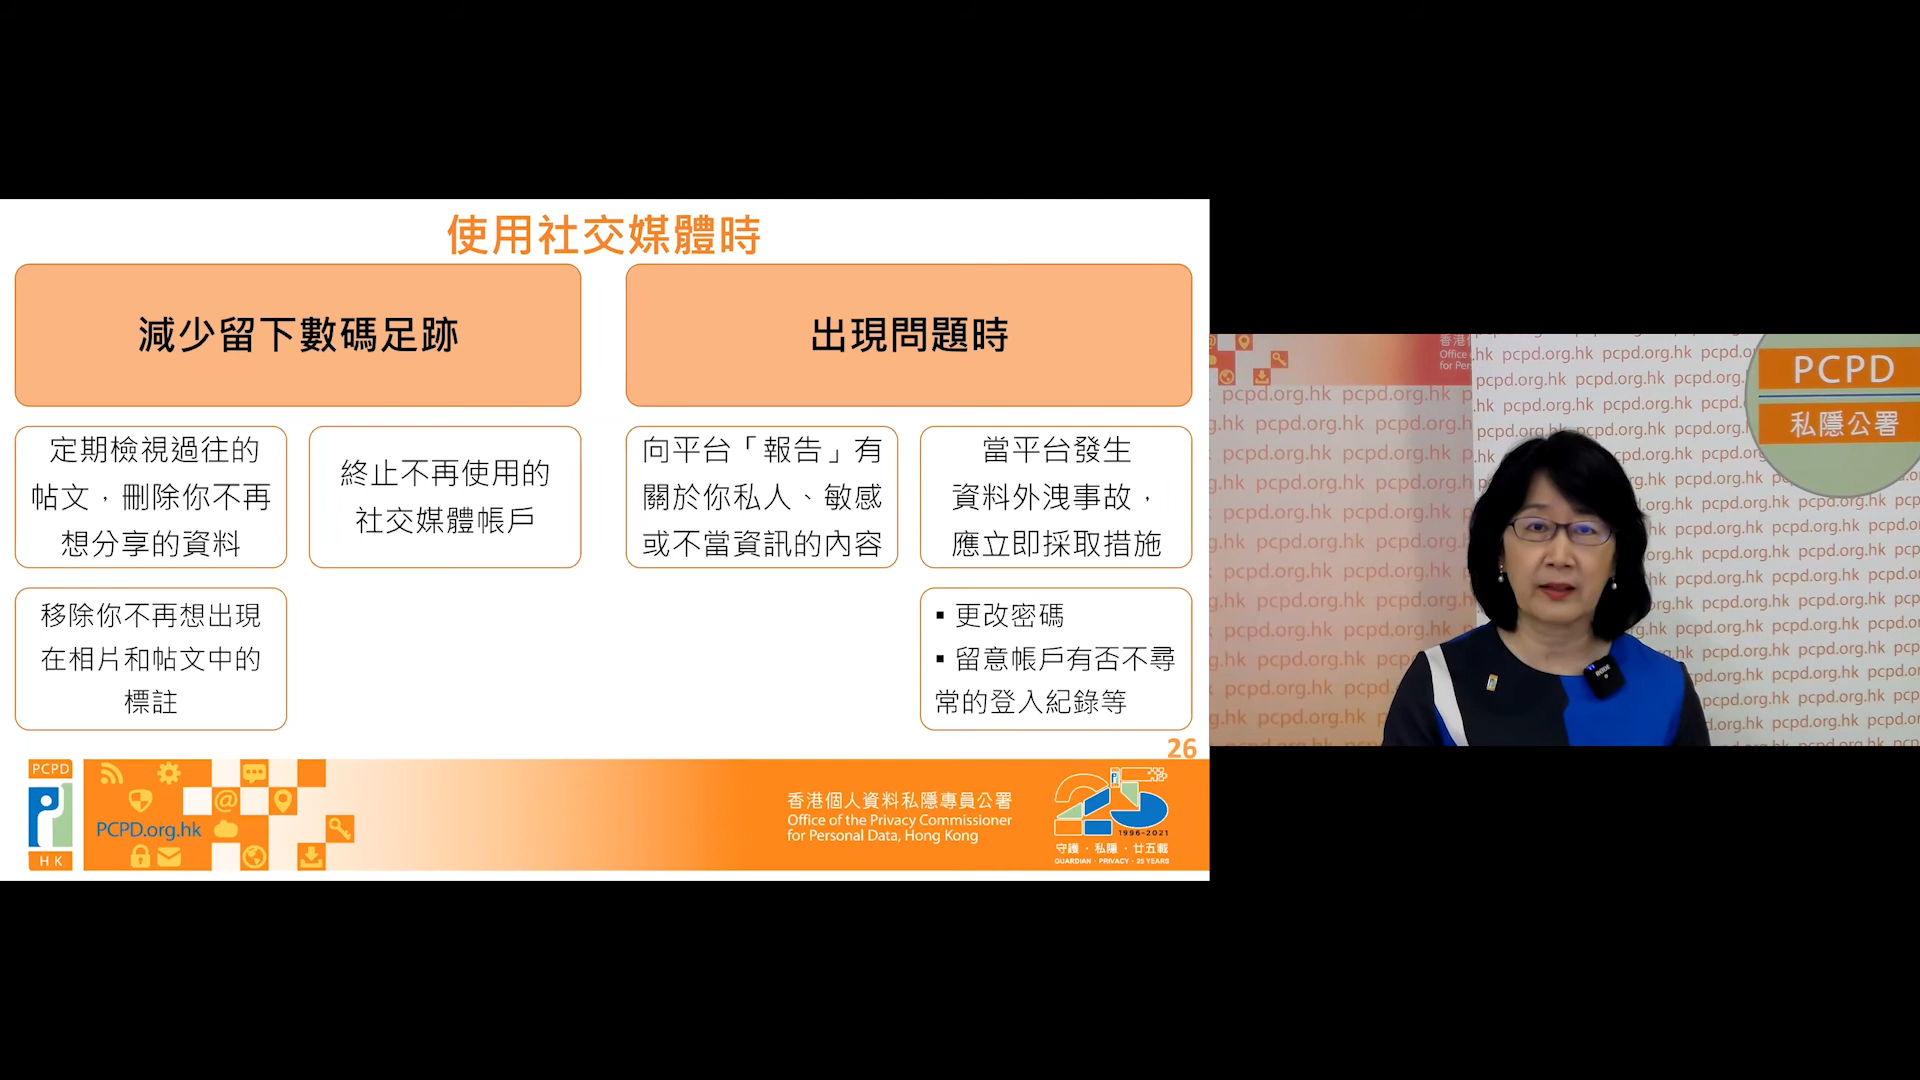 使用社交媒體時
減少留下數碼足跡
出現問題時
定期檢視過往的
帖文，刪除你不再
想分享的資料
終止不再使用的
社交媒體帳戶
向平台「報告」有
關於你私人、敏感
或不當資訊的內容
當平台發生
資料外洩事故，
應立即採取措施
移除你不再想出現
在相片和帖文中的
標註
▪ 更改密碼
▪ 留意帳戶有否不尋
常的登入紀錄等
26
PCPD
HK
PCPD.org.hk
香港個人資料私隱專員公署
Office of the Privacy Commissioner
for Personal Data, Hong Kong
1996-2021
守護．私隱．廿五載
GUARDIAN · PRIVACY · 25 YEARS
PCPD
私隱公署
pcpd.org.hk pcpd.org.hk